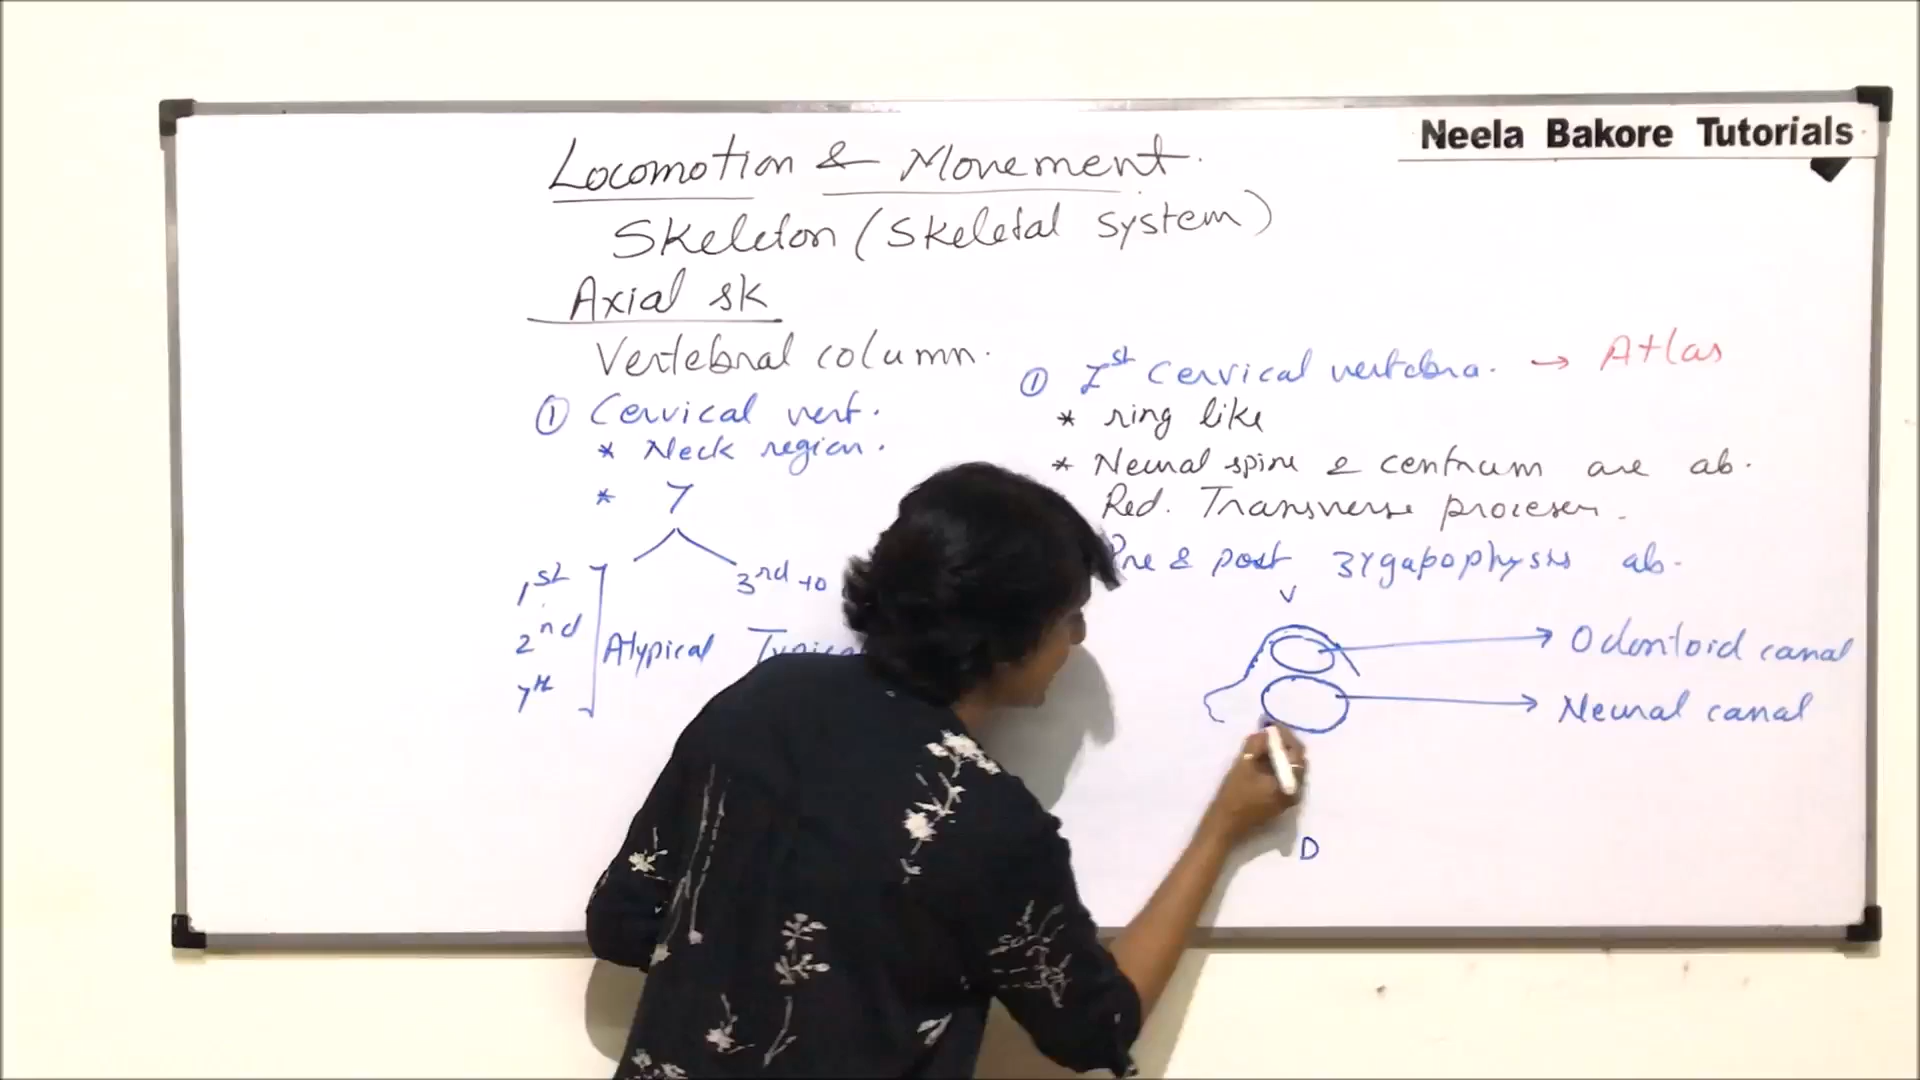 Neela Bakore Tutorials
Locomotion & Movement.
Skeleton (Skeletal system)
Axial sk
Vertebral column.
① Cervical vert.
* Neck region.
* 7
1st
2nd
7th
Atypical
3rd to
Typical
① Ist Cervical vertebra. → Atlas
* ring like
* Neural spine & centrum are ab.
Red. Transverse processes.
Pre & post zygapophysis ab.
V
Odontoid canal
Neural canal
D